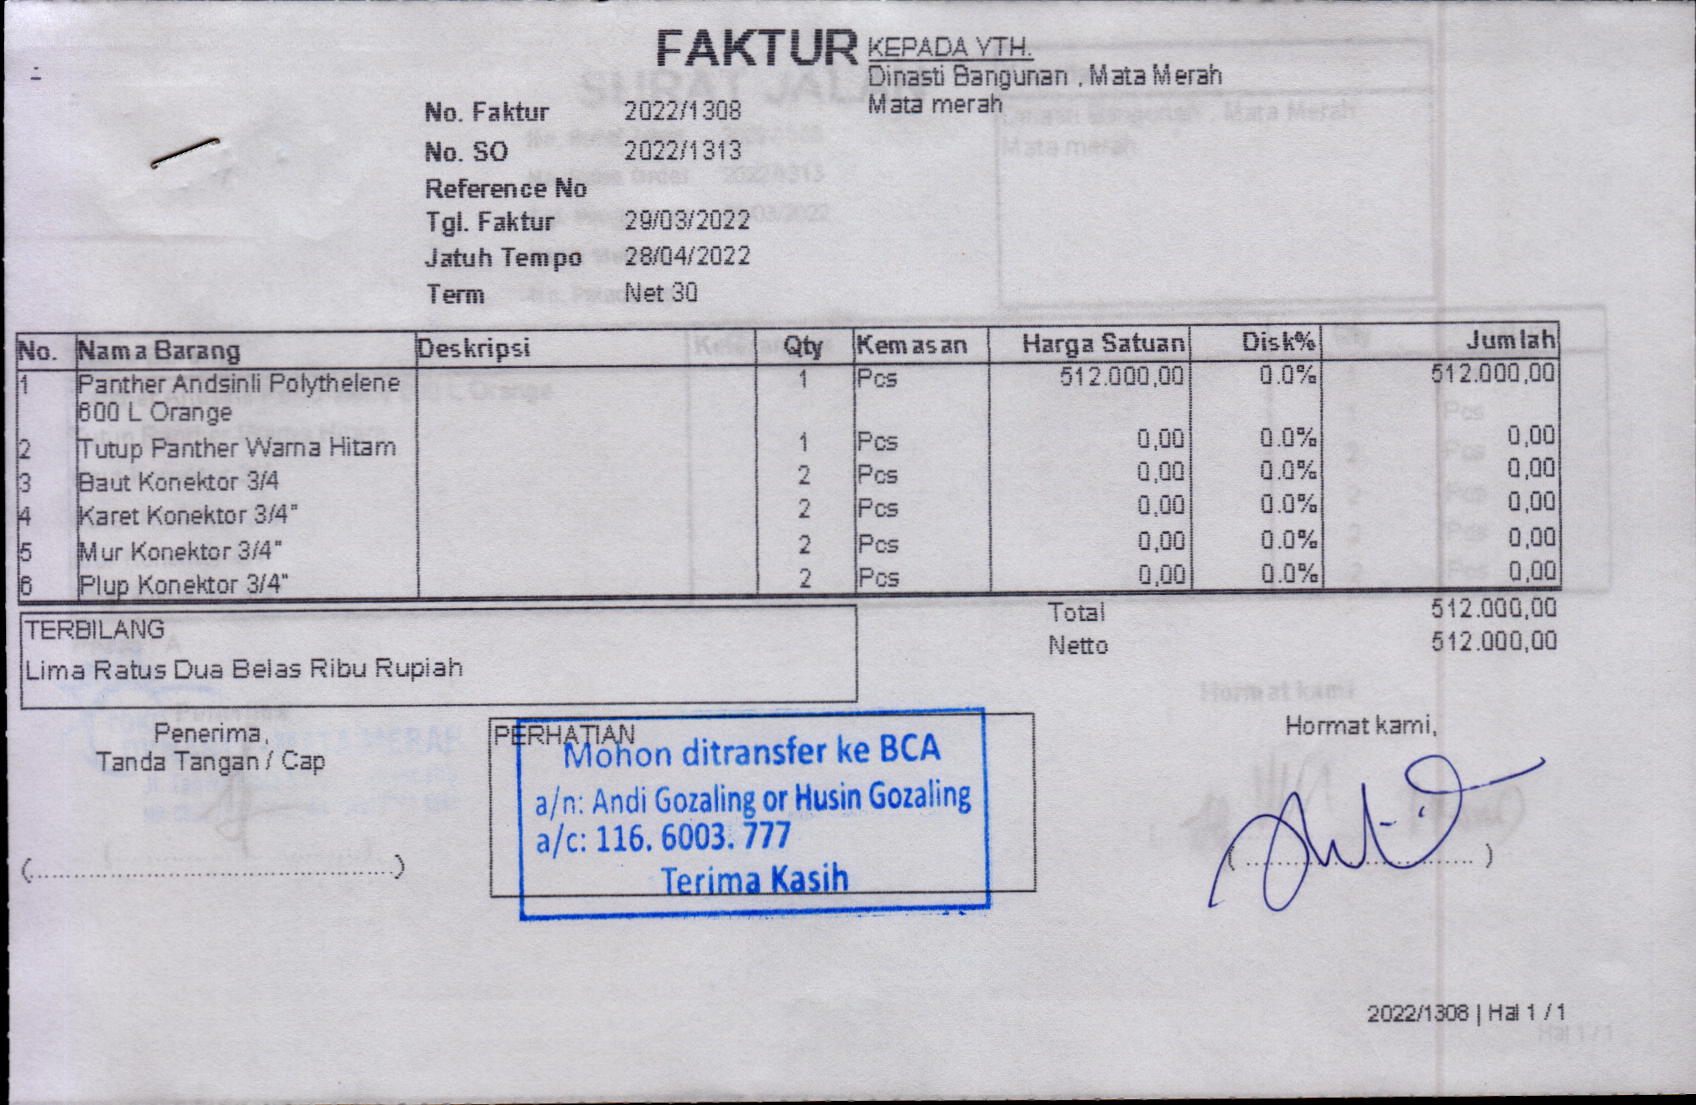 FAKTUR
KEPADA YTH.
Dinasti Bangunan , Mata Merah
Mata merah
No. Faktur 2022/1308
No. SO 2022/1313
Reference No
Tgl. Faktur 29/03/2022
Jatuh Tempo 28/04/2022
Term Net 30
No. Nama Barang Deskripsi Qty Kemasan Harga Satuan Disk% Jumlah
1 Panther Andsinli Polythelene 1 Pcs 512.000,00 0.0% 512.000,00
600 L Orange
2 Tutup Panther Warna Hitam 1 Pcs 0,00 0.0% 0,00
3 Baut Konektor 3/4 2 Pcs 0,00 0.0% 0,00
4 Karet Konektor 3/4" 2 Pcs 0,00 0.0% 0,00
5 Mur Konektor 3/4" 2 Pcs 0,00 0.0% 0,00
6 Plup Konektor 3/4" 2 Pcs 0,00 0.0% 0,00
Total 512.000,00
Netto 512.000,00
TERBILANG
Lima Ratus Dua Belas Ribu Rupiah
Penerima,
Tanda Tangan / Cap
(..................................................)
PERHATIAN
Mohon ditransfer ke BCA
a/n: Andi Gozaling or Husin Gozaling
a/c: 116. 6003. 777
Terima Kasih
Hormat kami,
(..................................)
2022/1308 | Hal 1 / 1